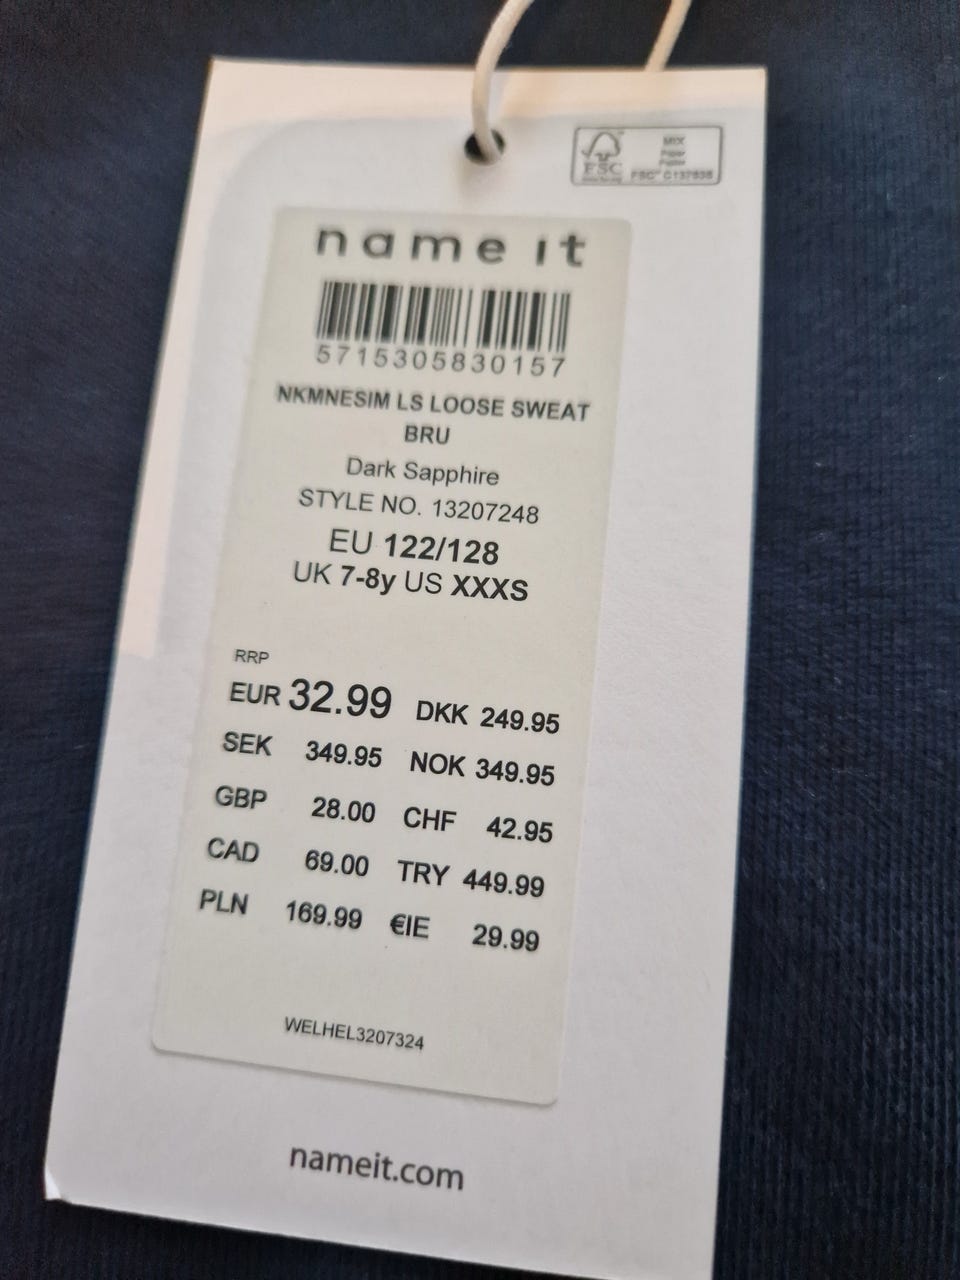 FSC
MIX
Paper
FSC® C137835
name it
5715305830157
NKMNESIM LS LOOSE SWEAT
BRU
Dark Sapphire
STYLE NO. 13207248
EU 122/128
UK 7-8y US XXXS
RRP
EUR 32.99 DKK 249.95
SEK 349.95 NOK 349.95
GBP 28.00 CHF 42.95
CAD 69.00 TRY 449.99
PLN 169.99 €IE 29.99
WELHEL3207324
nameit.com